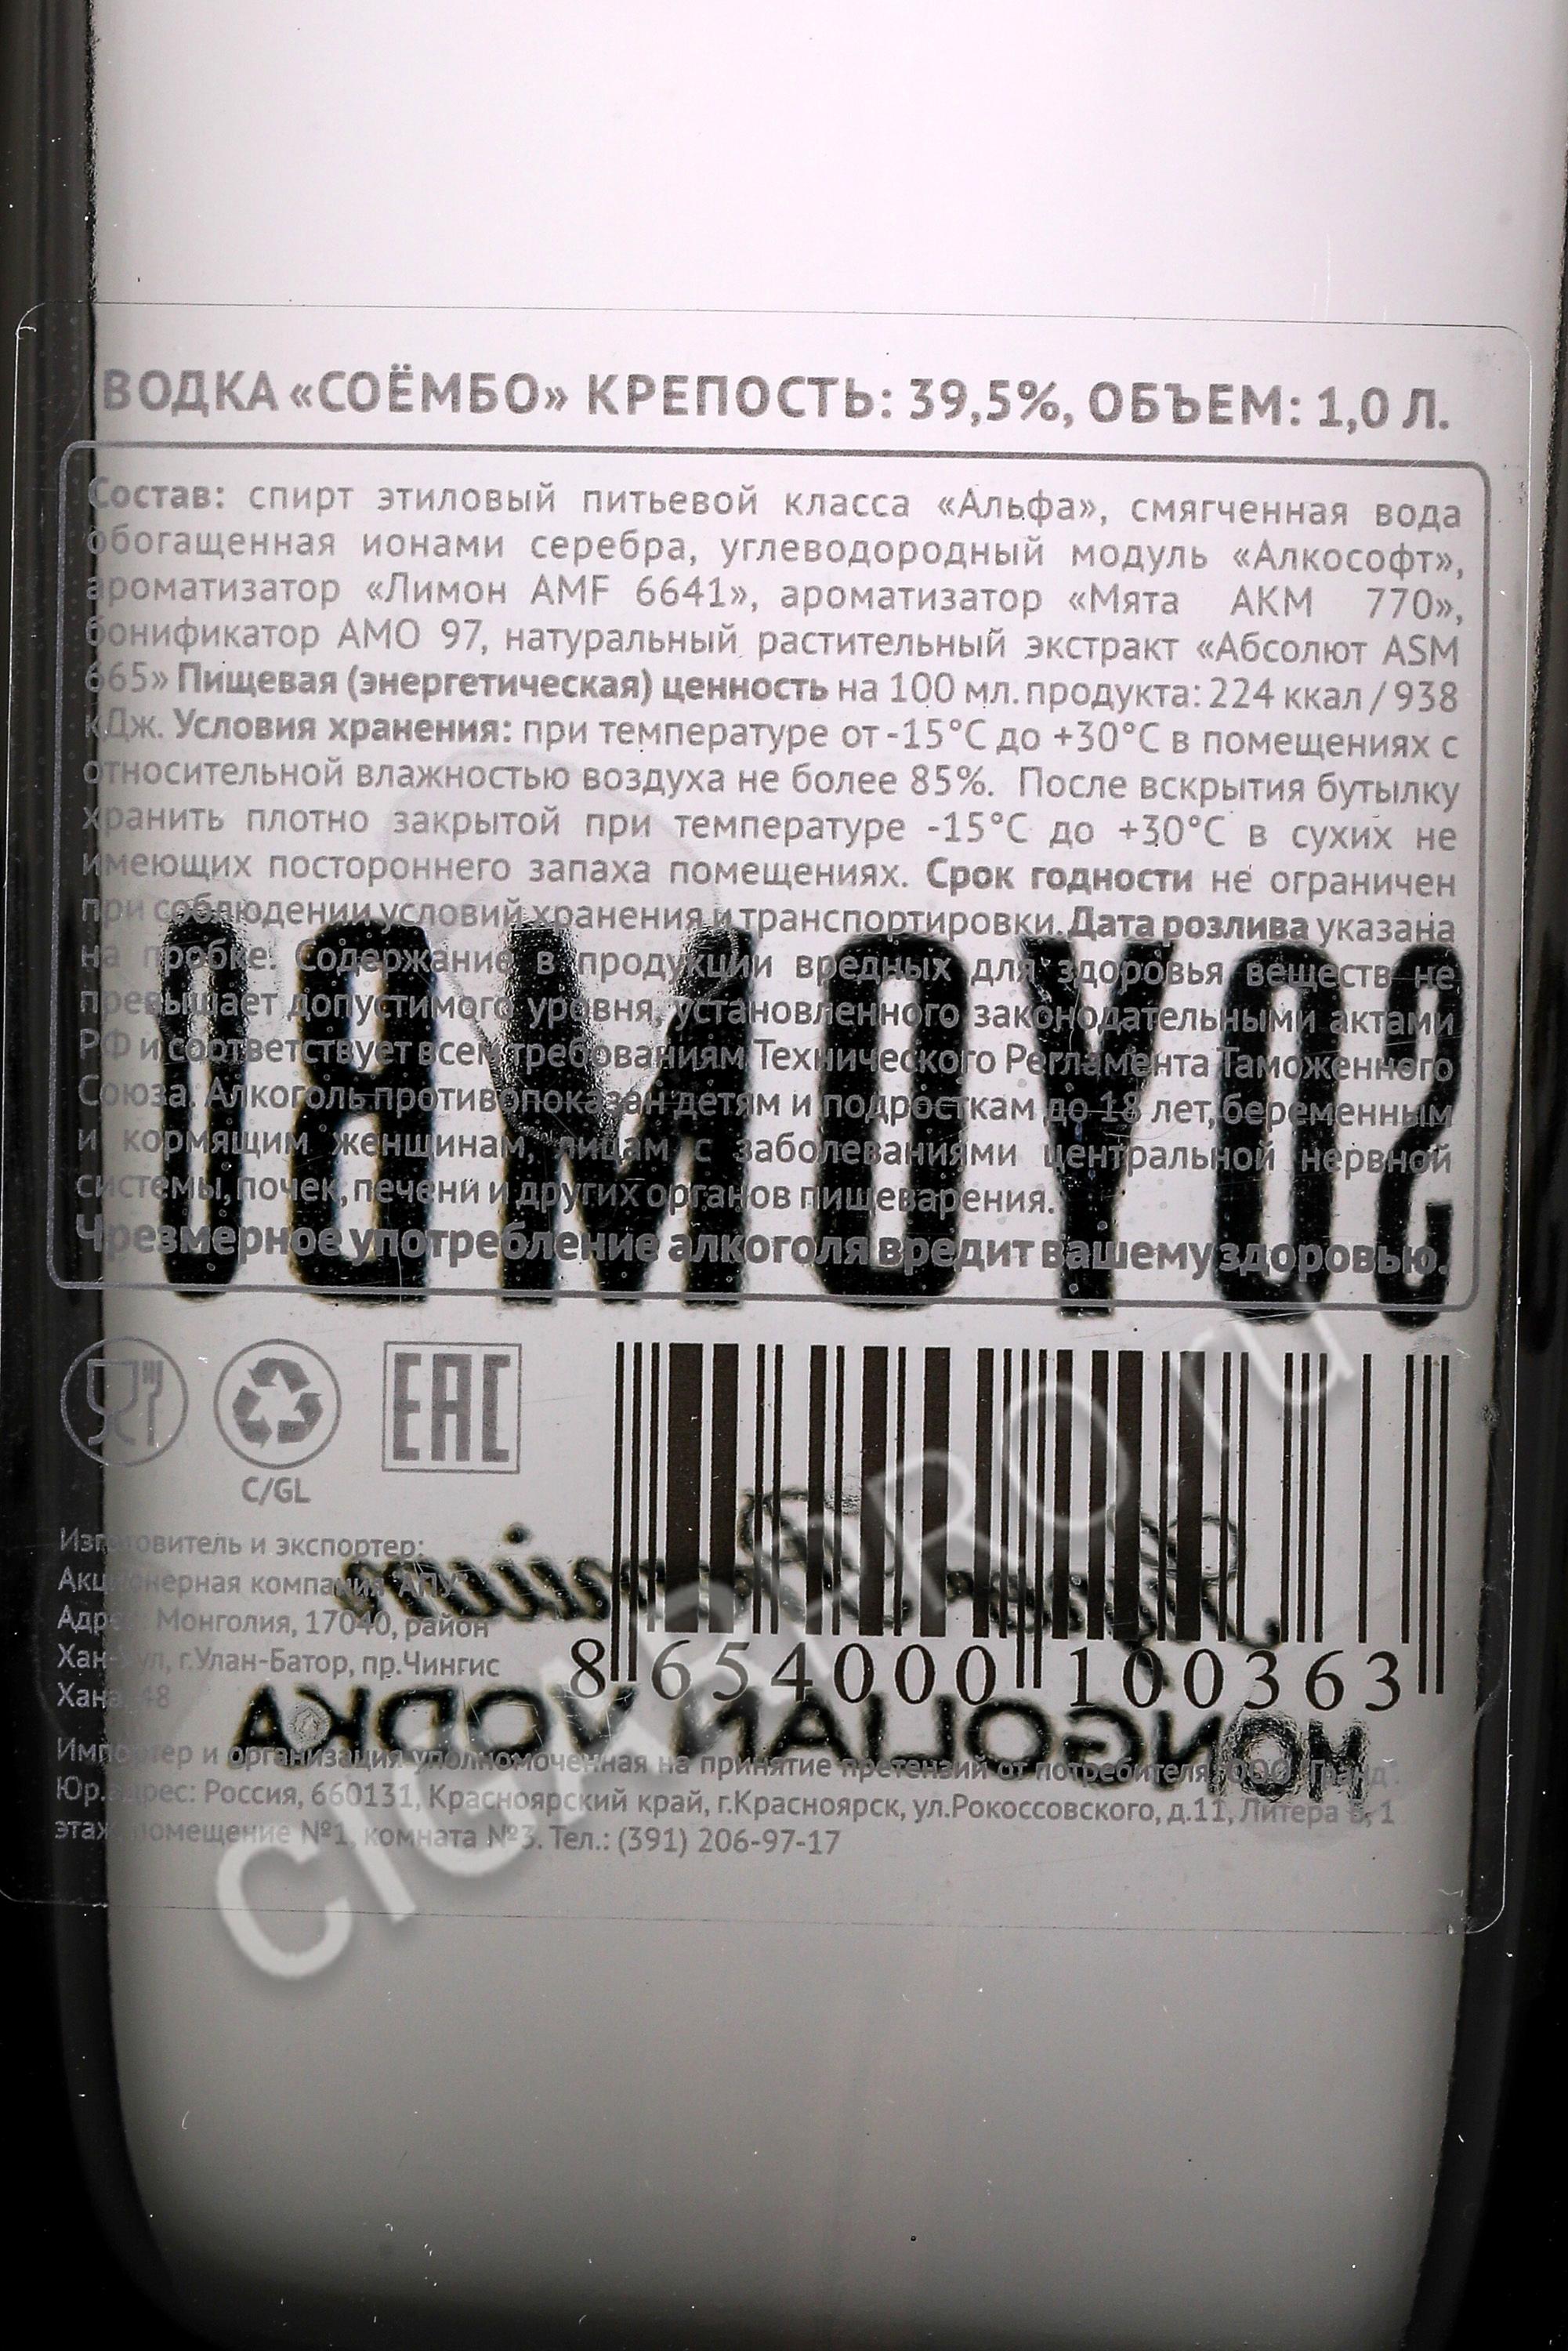 ВОДКА «СОЁМБО» КРЕПОСТЬ: 39,5%, ОБЪЕМ: 1,0 Л.
Состав: спирт этиловый питьевой класса «Альфа», смягченная вода
обогащенная ионами серебра, углеводородный модуль «Алкософт»,
ароматизатор «Лимон AMF 6641», ароматизатор «Мята АКМ 770»,
бонификатор АМО 97, натуральный растительный экстракт «Абсолют ASM
665» Пищевая (энергетическая) ценность на 100 мл.продукта: 224 ккал / 938
кДж. Условия хранения: при температуре от -15°С до +30°С в помещениях с
относительной влажностью воздуха не более 85%. После вскрытия бутылку
хранить плотно закрытой при температуре -15°С до +30°С в сухих не
имеющих постороннего запаха помещениях. Срок годности не ограничен
при соблюдении условий хранения и транспортировки. Дата розлива указана
на пробке. Содержание в продукции вредных для здоровья веществ не
превышает допустимого уровня, установленного законодательными актами
РФ и соответствует всем требованиям Технического Регламента Таможенного
Союза. Алкоголь противопоказан детям и подросткам до 18 лет, беременным
и кормящим женщинам, лицам с заболеваниями центральной нервной
системы, почек, печени и других органов пищеварения.
Чрезмерное употребление алкоголя вредит вашему здоровью.
SOYOMBO
EAC
C/GL
8 654000 100363
Изготовитель и экспортер:
Акционерная компания "АПУ"
Адрес: Монголия, 17040, район
Хан-Уул, г.Улан-Батор, пр.Чингис
Хана, 48
MONGOLIAN VODKA
Импортер и организация уполномоченная на принятие претензий от потребителя: ООО "Гранд".
Юр.адрес: Россия, 660131, Красноярский край, г.Красноярск, ул.Рокоссовского, д.11, Литера Б, 1
этаж, помещение №1, комната №3. Тел.: (391) 206-97-17
CIGARPRO.ru